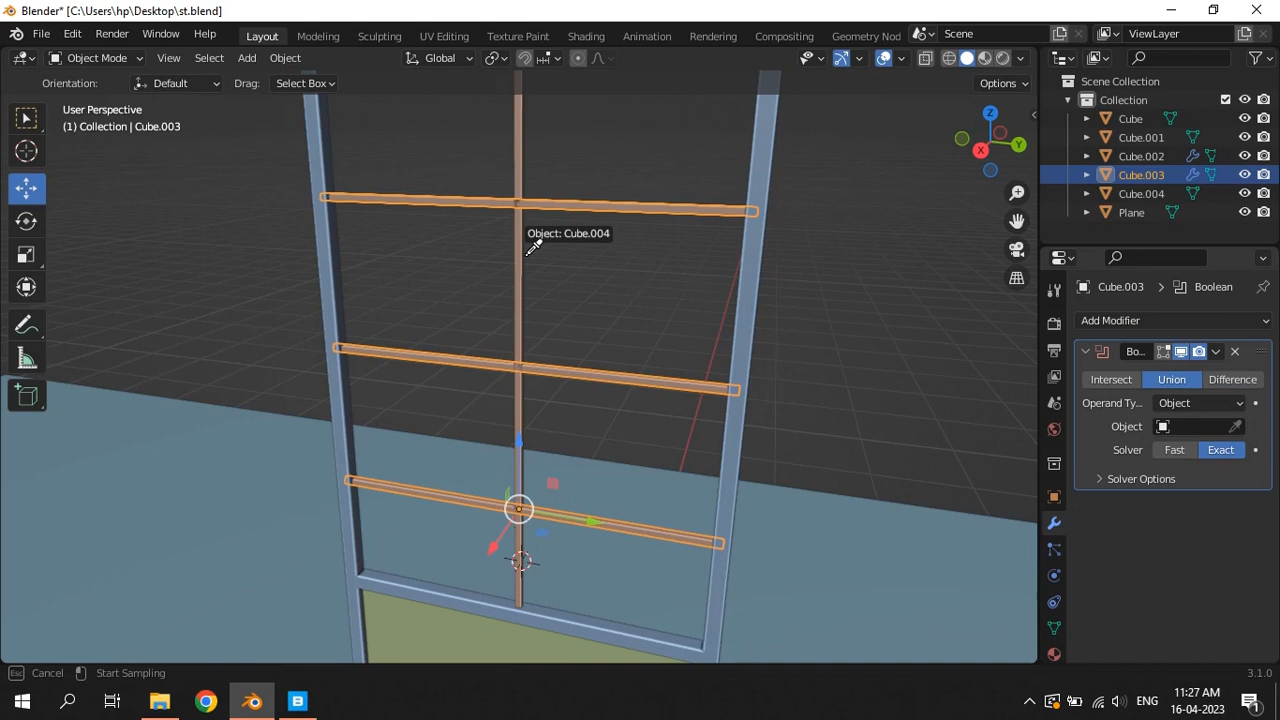 Blender* [C:\Users\hp\Desktop\st.blend]
File Edit Render Window Help Layout Modeling Sculpting UV Editing Texture Paint Shading Animation Rendering Compositing Geometry Nod Scene ViewLayer
Object Mode View Select Add Object Global Options
Orientation: Default Drag: Select Box
User Perspective
(1) Collection | Cube.003
Z
Y
X
Object: Cube.004
Scene Collection
Collection
Cube
Cube.001
Cube.002
Cube.003
Cube.004
Plane
Cube.003 > Boolean
Add Modifier
Bo...
Intersect Union Difference
Operand Ty... Object
Object
Solver Fast Exact
Solver Options
Esc Cancel Start Sampling 3.1.0
ENG 11:27 AM
16-04-2023